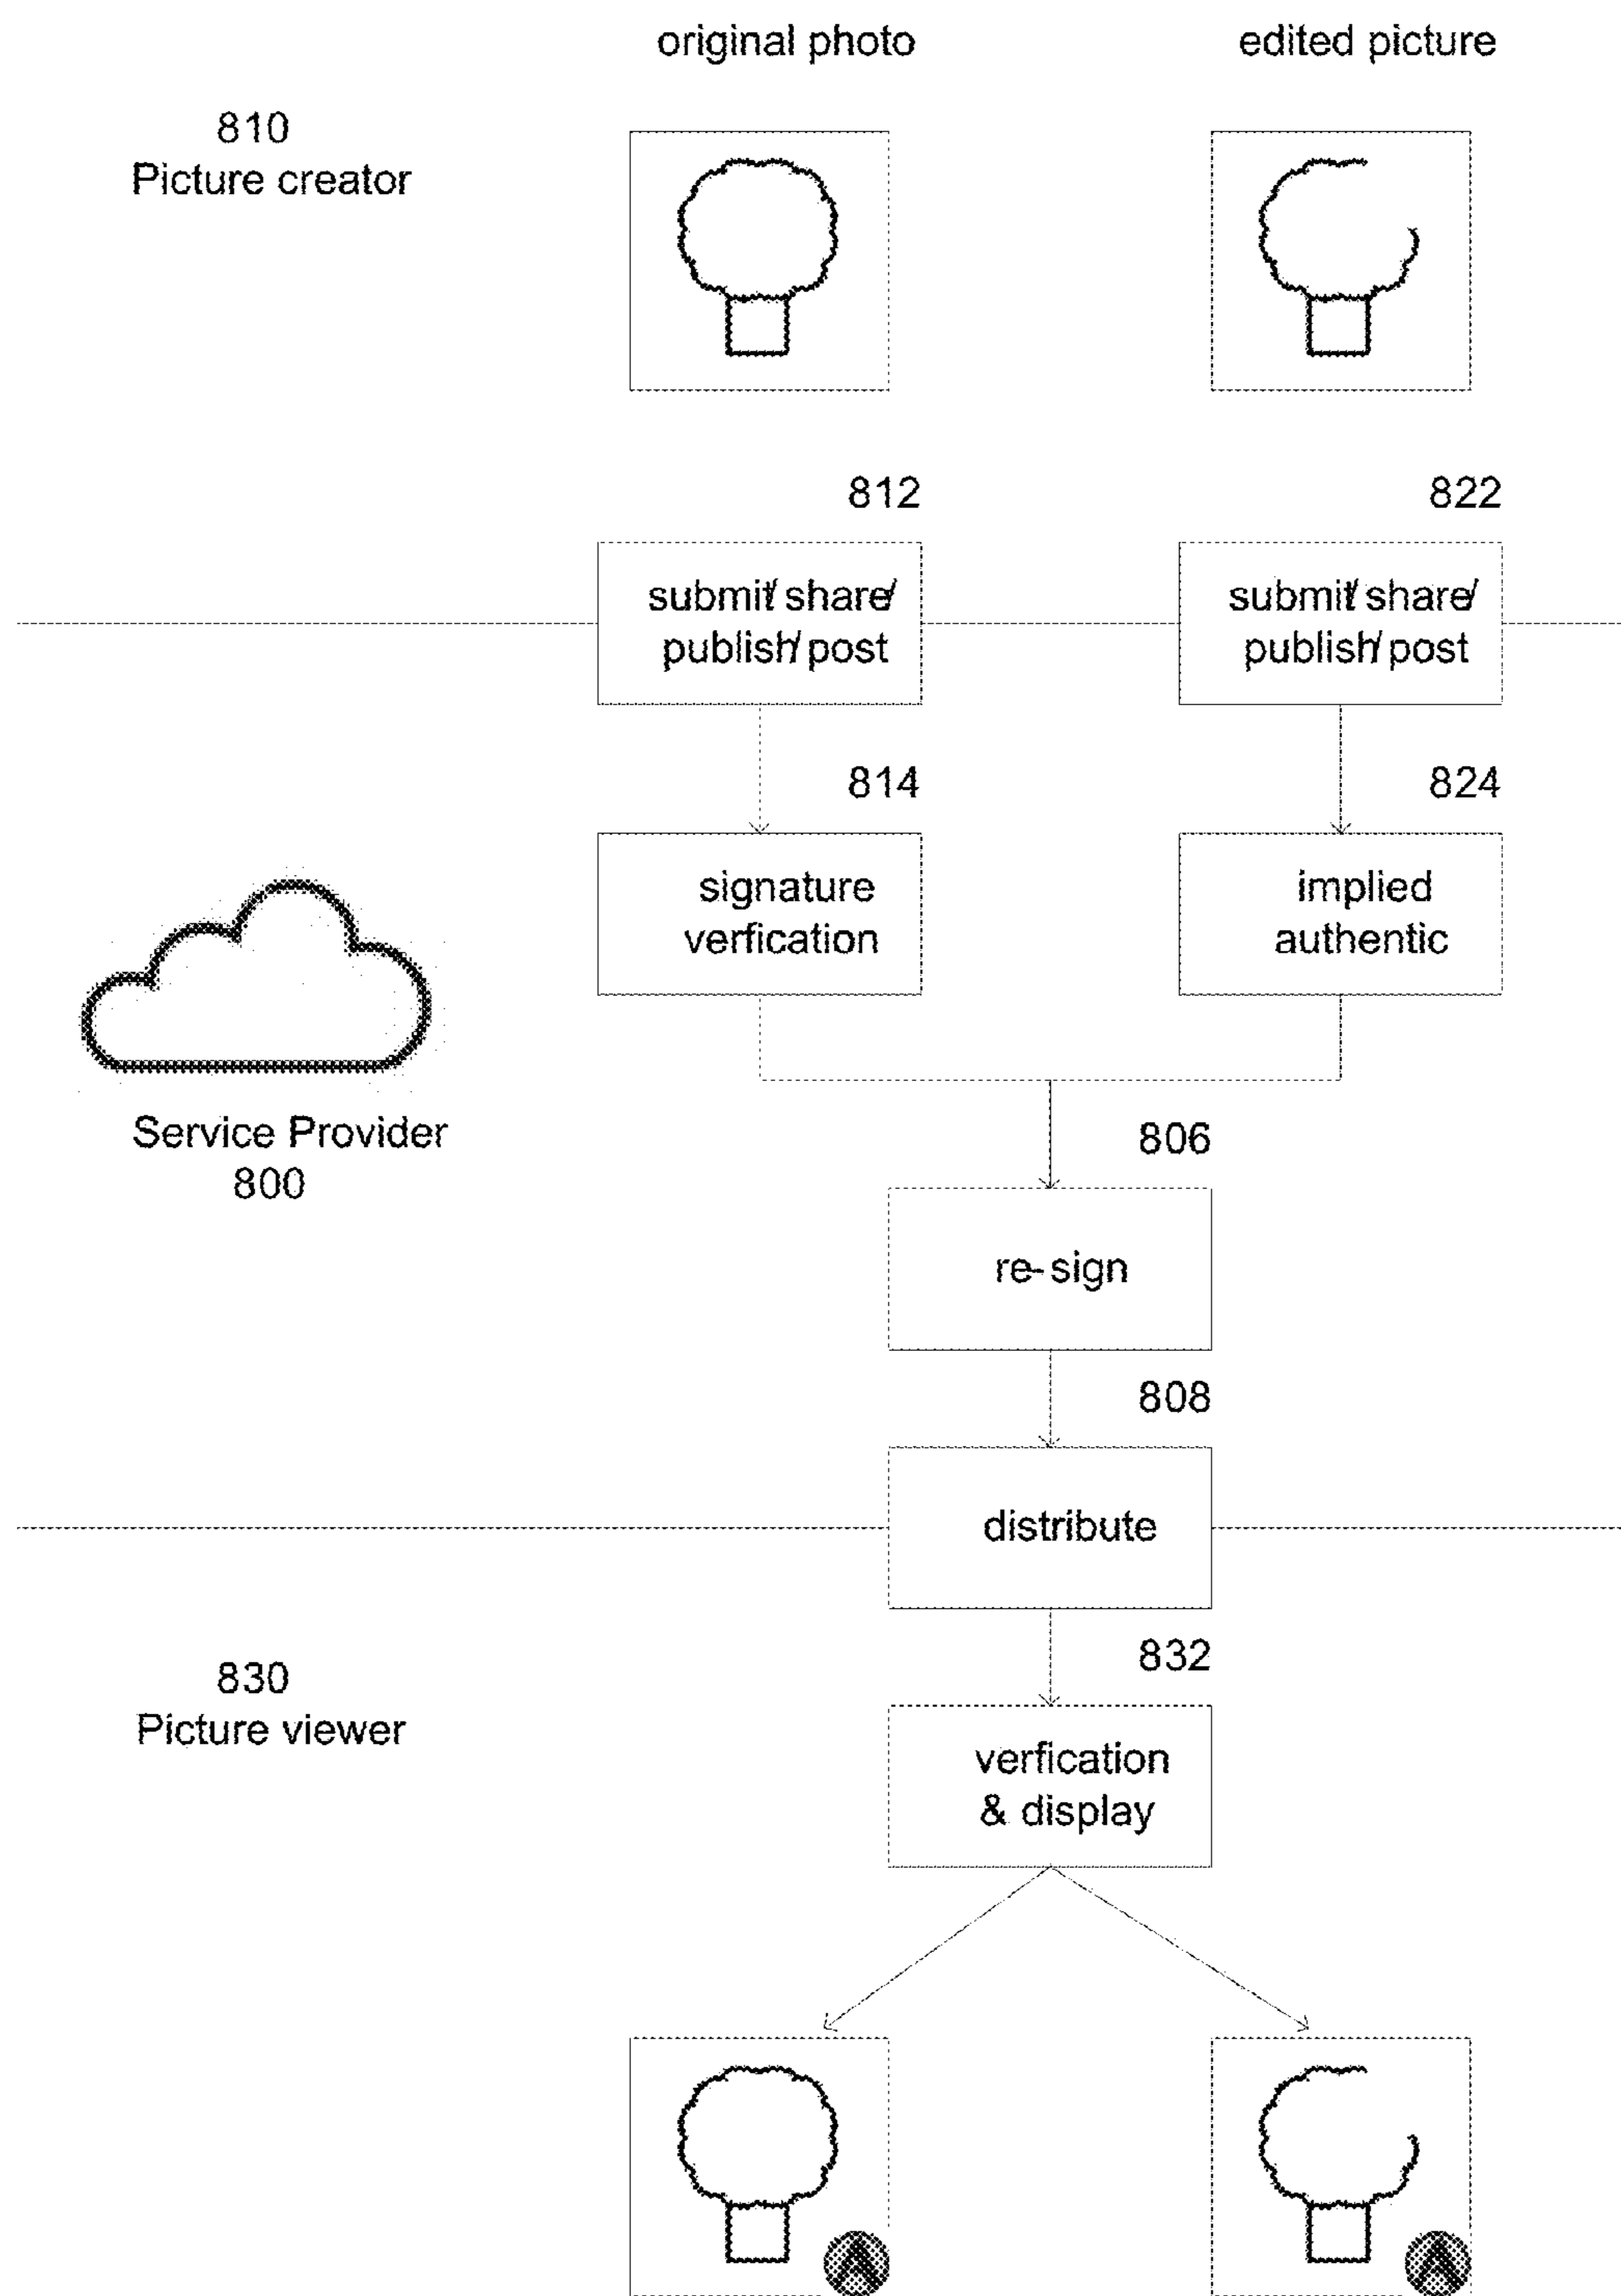 original photo
edited picture
810
Picture creator
812
822
submit/ share/
publish/ post
submit/ share/
publish/ post
814
824
signature
verfication
implied
authentic
Service Provider
800
806
re-sign
808
distribute
830
Picture viewer
832
verfication
& display
A
A